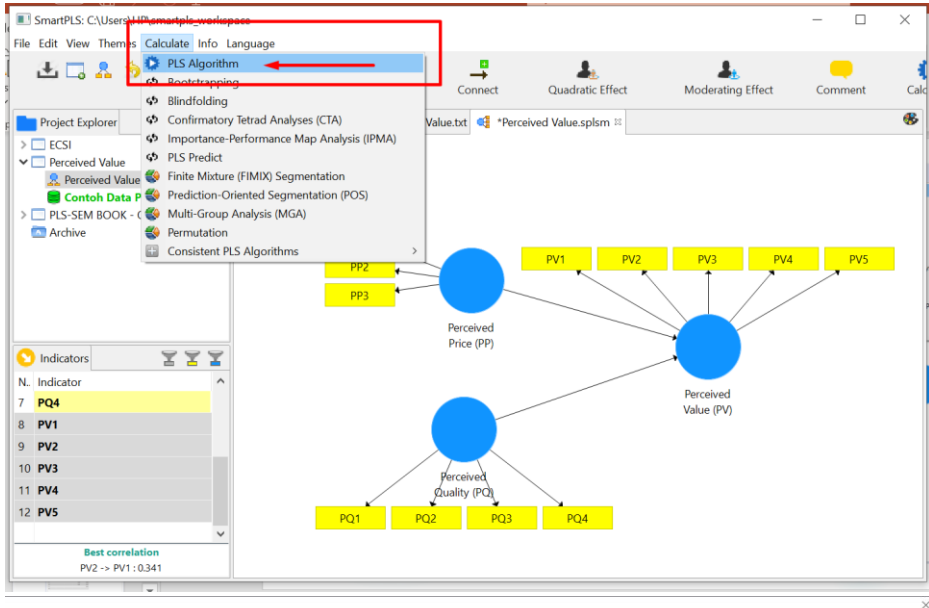 SmartPLS: C:\Users\HP\smartpls_workspace
File Edit View Themes Calculate Info Language
PLS Algorithm
Bootstrapping
Blindfolding
Confirmatory Tetrad Analyses (CTA)
Importance-Performance Map Analysis (IPMA)
PLS Predict
Finite Mixture (FIMIX) Segmentation
Prediction-Oriented Segmentation (POS)
Multi-Group Analysis (MGA)
Permutation
Consistent PLS Algorithms
Connect Quadratic Effect Moderating Effect Comment
Project Explorer
Value.txt *Perceived Value.splsm
ECSI
Perceived Value
Perceived Value
Contoh Data P
PLS-SEM BOOK - C
Archive
PP2
PP3
PV1 PV2 PV3 PV4 PV5
Perceived
Price (PP)
Perceived
Value (PV)
Perceived
Quality (PQ)
PQ1 PQ2 PQ3 PQ4
Indicators
N.. Indicator
7 PQ4
8 PV1
9 PV2
10 PV3
11 PV4
12 PV5
Best correlation
PV2 -> PV1 : 0.341